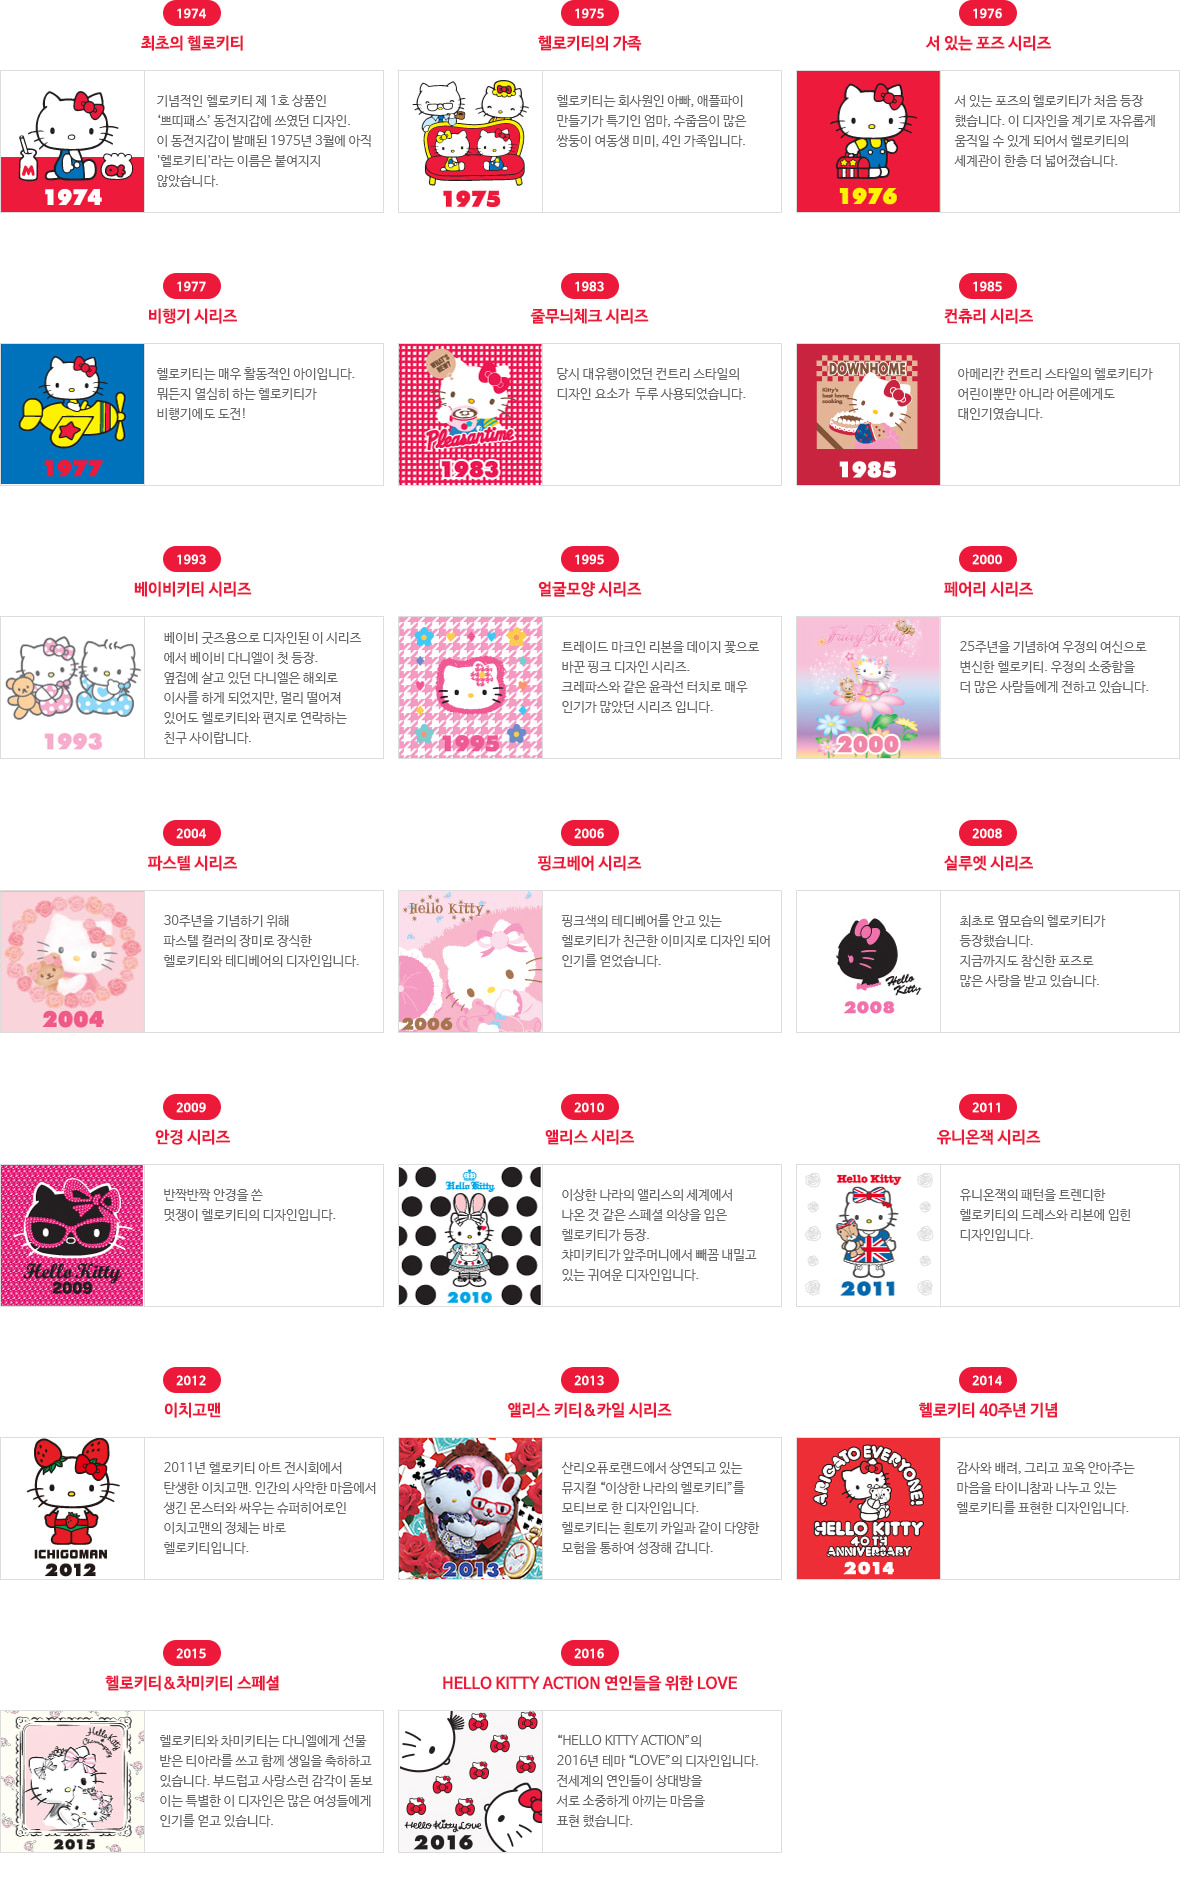 1974
최초의 헬로키티
1974
기념적인 헬로키티 제 1호 상품인
‘쁘띠패스’ 동전지갑에 쓰였던 디자인.
이 동전지갑이 발매된 1975년 3월에 아직
'헬로키티'라는 이름은 붙여지지
않았습니다.
1975
헬로키티의 가족
1975
헬로키티는 회사원인 아빠, 애플파이
만들기가 특기인 엄마, 수줍음이 많은
쌍둥이 여동생 미미, 4인 가족입니다.
1976
서 있는 포즈 시리즈
1976
서 있는 포즈의 헬로키티가 처음 등장
했습니다. 이 디자인을 계기로 자유롭게
움직일 수 있게 되어서 헬로키티의
세계관이 한층 더 넓어졌습니다.
1977
비행기 시리즈
1977
헬로키티는 매우 활동적인 아이입니다.
뭐든지 열심히 하는 헬로키티가
비행기에도 도전!
1983
줄무늬체크 시리즈
WHAT'S
NEW?
Pleasantime
1983
당시 대유행이었던 컨트리 스타일의
디자인 요소가 두루 사용되었습니다.
1985
컨츄리 시리즈
DOWNHOME
Kitty's
best home
cooking
1985
아메리칸 컨트리 스타일의 헬로키티가
어린이뿐만 아니라 어른에게도
대인기였습니다.
1993
베이비키티 시리즈
1993
베이비 굿즈용으로 디자인된 이 시리즈
에서 베이비 다니엘이 첫 등장.
옆집에 살고 있던 다니엘은 해외로
이사를 하게 되었지만, 멀리 떨어져
있어도 헬로키티와 편지로 연락하는
친구 사이랍니다.
1995
얼굴모양 시리즈
1995
트레이드 마크인 리본을 데이지 꽃으로
바꾼 핑크 디자인 시리즈.
크레파스와 같은 윤곽선 터치로 매우
인기가 많았던 시리즈 입니다.
2000
페어리 시리즈
Fairy Kitty
2000
25주년을 기념하여 우정의 여신으로
변신한 헬로키티. 우정의 소중함을
더 많은 사람들에게 전하고 있습니다.
2004
파스텔 시리즈
2004
30주년을 기념하기 위해
파스텔 컬러의 장미로 장식한
헬로키티와 테디베어의 디자인입니다.
2006
핑크베어 시리즈
Hello Kitty
2006
핑크색의 테디베어를 안고 있는
헬로키티가 친근한 이미지로 디자인 되어
인기를 얻었습니다.
2008
실루엣 시리즈
Hello
Kitty
2008
최초로 옆모습의 헬로키티가
등장했습니다.
지금까지도 참신한 포즈로
많은 사랑을 받고 있습니다.
2009
안경 시리즈
Hello Kitty
2009
반짝반짝 안경을 쓴
멋쟁이 헬로키티의 디자인입니다.
2010
앨리스 시리즈
Hello Kitty
2010
이상한 나라의 앨리스의 세계에서
나온 것 같은 스페셜 의상을 입은
헬로키티가 등장.
챠미키티가 앞주머니에서 빼꼼 내밀고
있는 귀여운 디자인입니다.
2011
유니온잭 시리즈
Hello Kitty
2011
유니온잭의 패턴을 트렌디한
헬로키티의 드레스와 리본에 입힌
디자인입니다.
2012
이치고맨
ICHIGOMAN
2012
2011년 헬로키티 아트 전시회에서
탄생한 이치고맨. 인간의 사악한 마음에서
생긴 몬스터와 싸우는 슈퍼히어로인
이치고맨의 정체는 바로
헬로키티입니다.
2013
앨리스 키티&카일 시리즈
2013
산리오퓨로랜드에서 상연되고 있는
뮤지컬 “이상한 나라의 헬로키티”를
모티브로 한 디자인입니다.
헬로키티는 흰토끼 카일과 같이 다양한
모험을 통하여 성장해 갑니다.
2014
헬로키티 40주년 기념
ARIGATO EVERYONE!
HELLO KITTY
40TH
ANNIVERSARY
2014
감사와 배려, 그리고 꼬옥 안아주는
마음을 타이니참과 나누고 있는
헬로키티를 표현한 디자인입니다.
2015
헬로키티&차미키티 스페셜
Hello Kitty
Charmmykitty
2015
헬로키티와 차미키티는 다니엘에게 선물
받은 티아라를 쓰고 함께 생일을 축하하고
있습니다. 부드럽고 사랑스런 감각이 돋보
이는 특별한 이 디자인은 많은 여성들에게
인기를 얻고 있습니다.
2016
HELLO KITTY ACTION 연인들을 위한 LOVE
Hello Kitty Love
2016
“HELLO KITTY ACTION”의
2016년 테마 “LOVE”의 디자인입니다.
전세계의 연인들이 상대방을
서로 소중하게 아끼는 마음을
표현 했습니다.